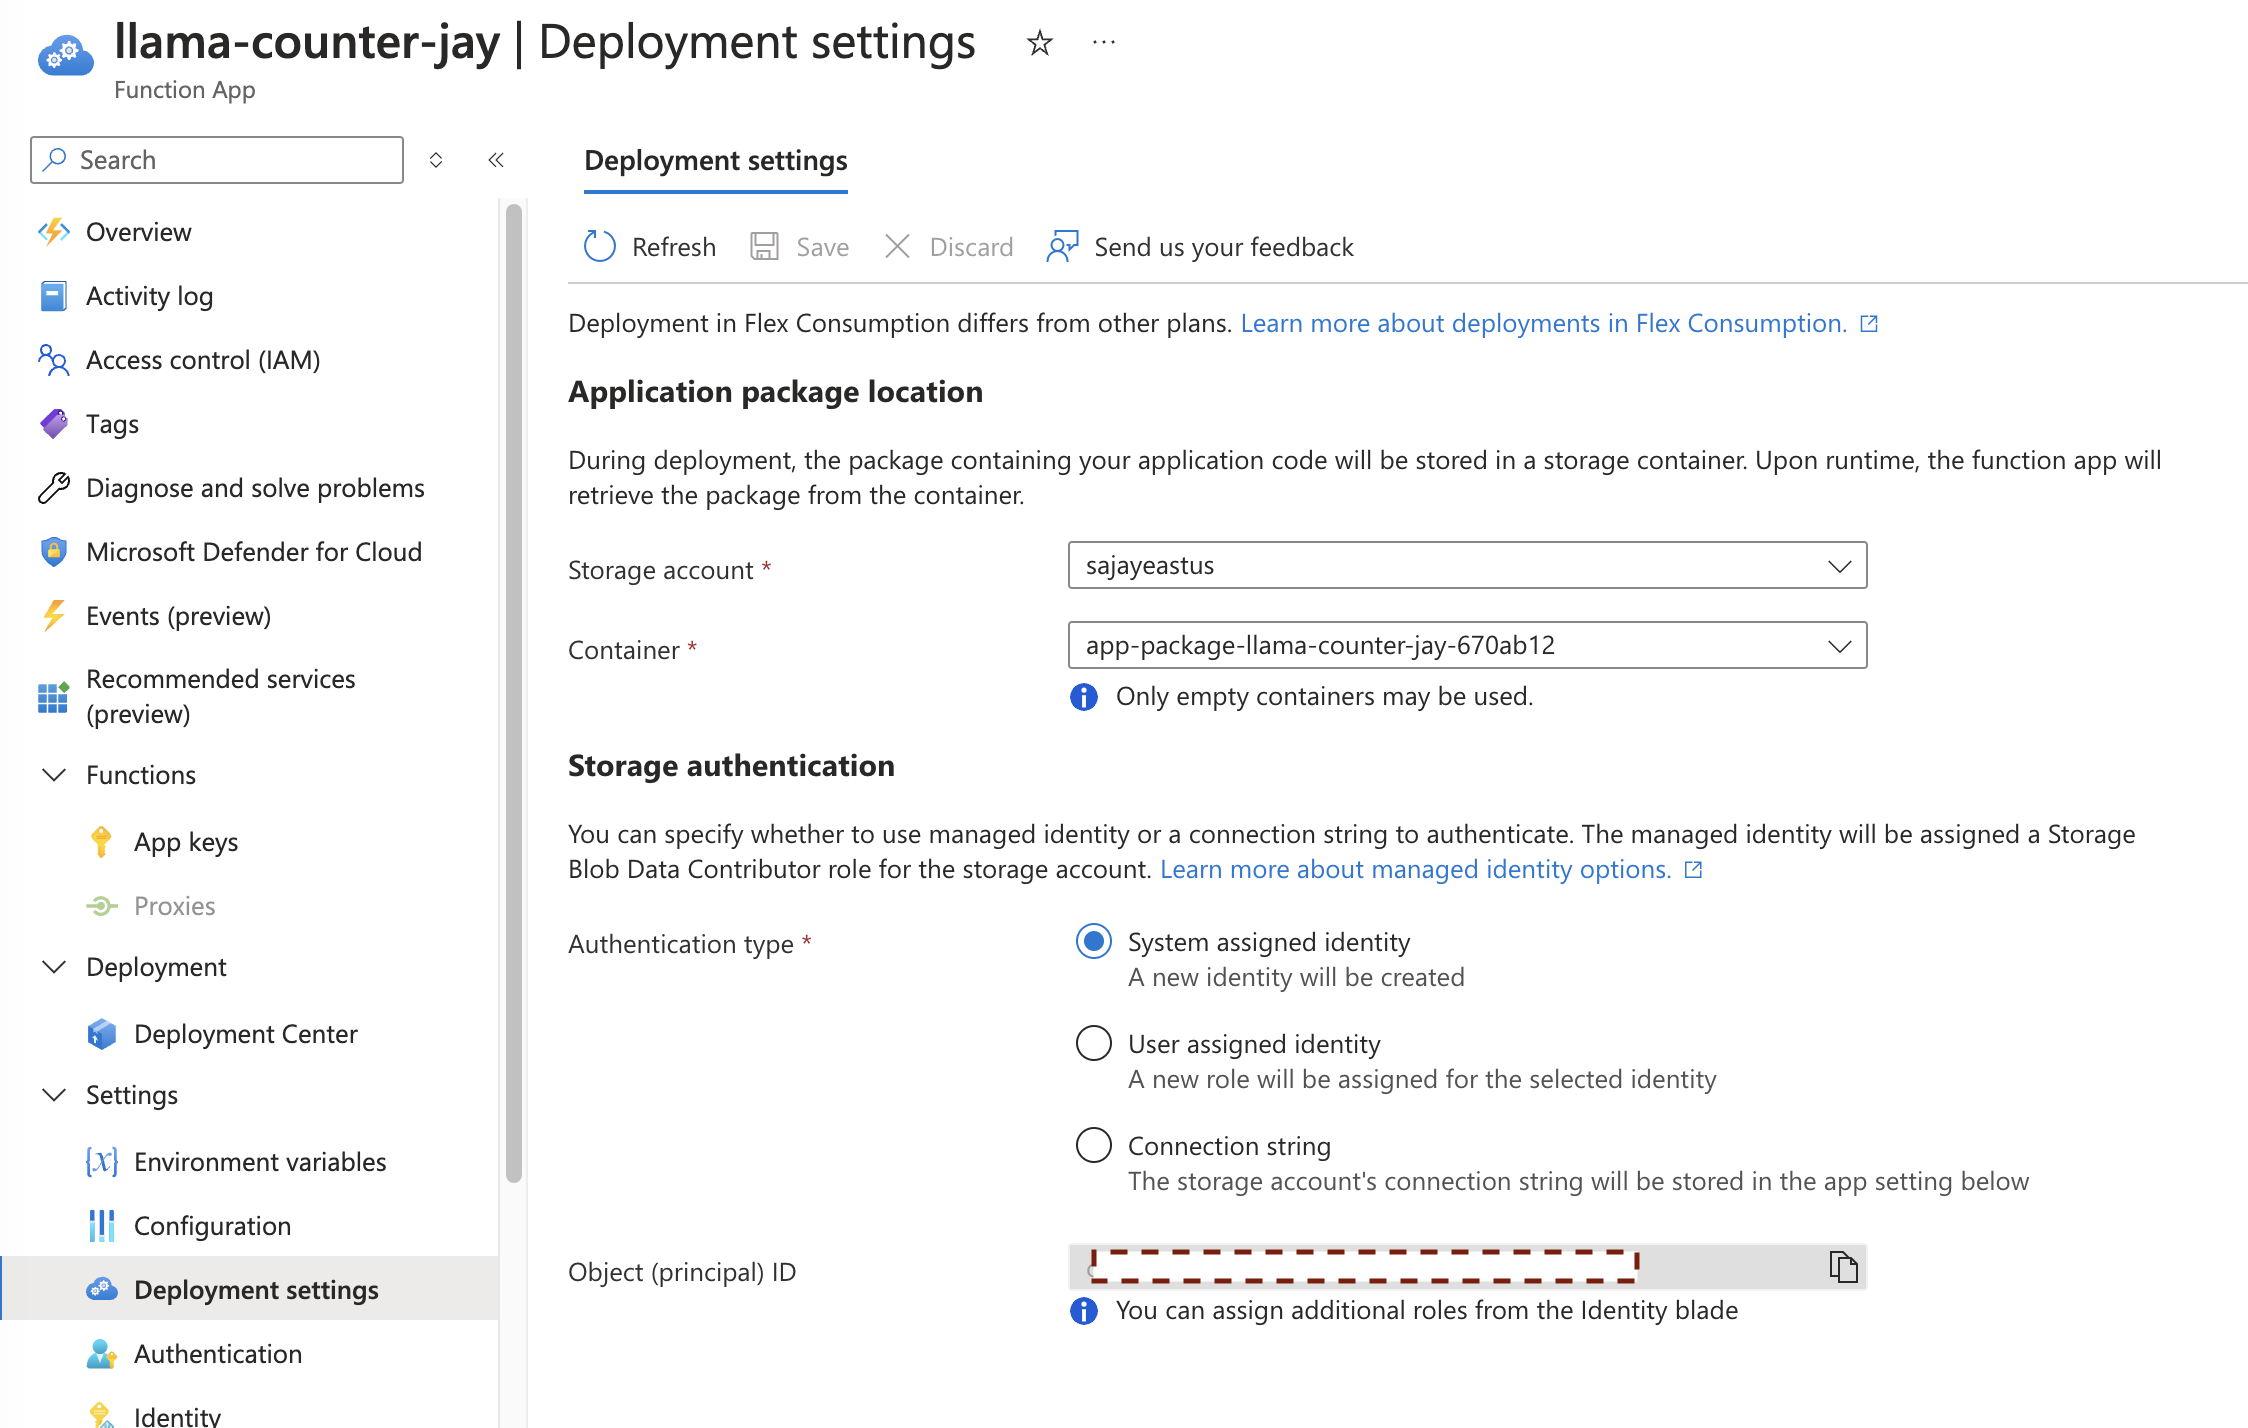 llama-counter-jay | Deployment settings
Function App
Search
Overview
Activity log
Access control (IAM)
Tags
Diagnose and solve problems
Microsoft Defender for Cloud
Events (preview)
Recommended services
(preview)
Functions
App keys
Proxies
Deployment
Deployment Center
Settings
Environment variables
Configuration
Deployment settings
Authentication
Identity
Deployment settings
Refresh
Save
Discard
Send us your feedback
Deployment in Flex Consumption differs from other plans. Learn more about deployments in Flex Consumption.
Application package location
During deployment, the package containing your application code will be stored in a storage container. Upon runtime, the function app will
retrieve the package from the container.
Storage account *
sajayeastus
Container *
app-package-llama-counter-jay-670ab12
Only empty containers may be used.
Storage authentication
You can specify whether to use managed identity or a connection string to authenticate. The managed identity will be assigned a Storage
Blob Data Contributor role for the storage account. Learn more about managed identity options.
Authentication type *
System assigned identity
A new identity will be created
User assigned identity
A new role will be assigned for the selected identity
Connection string
The storage account's connection string will be stored in the app setting below
Object (principal) ID
You can assign additional roles from the Identity blade